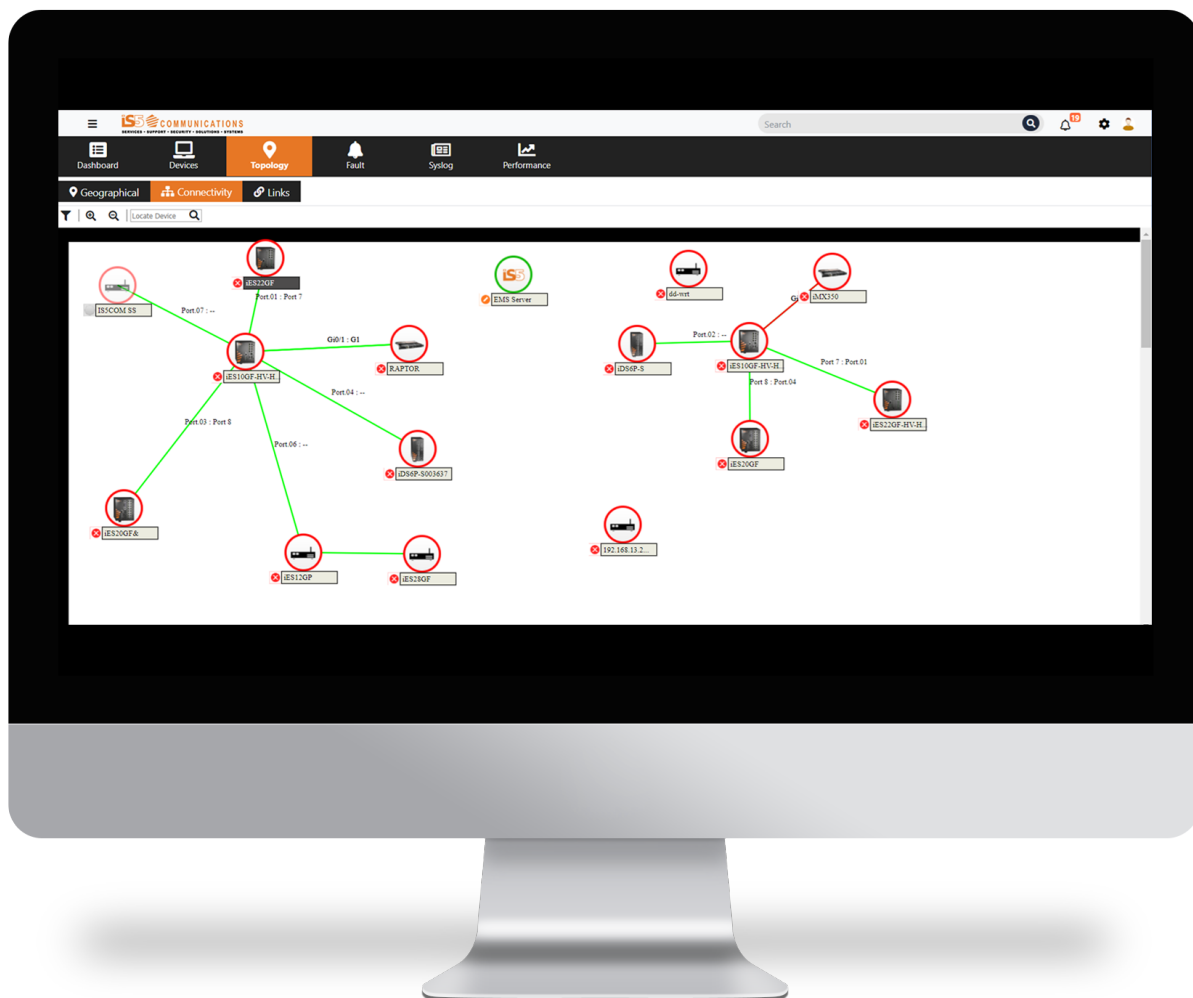 iS5 COMMUNICATIONS
SERVICES • SUPPORT • SECURITY • SOLUTIONS • SYSTEMS
Search
19
Dashboard
Devices
Topology
Fault
Syslog
Performance
Geographical
Connectivity
Links
Locate Device
iES22GF
Port.01 : Port 7
IS5COM SS
Port.07 : --
iS5
EMS Server
dd-wrt
Gi
iMX350
Gi0/1 : G1
RAPTOR
iES10GF-HV-H..
Port.04 : --
Port.02 : --
iDS6P-S
iES10GF-HV-H..
Port 7 : Port.01
Port 8 : Port.04
Port.03 : Port 8
Port.06 : --
iES22GF-HV-H..
iDS6P-S003637
iES20GF
iES20GF&
192.168.13.2...
iES12GP
iES28GF